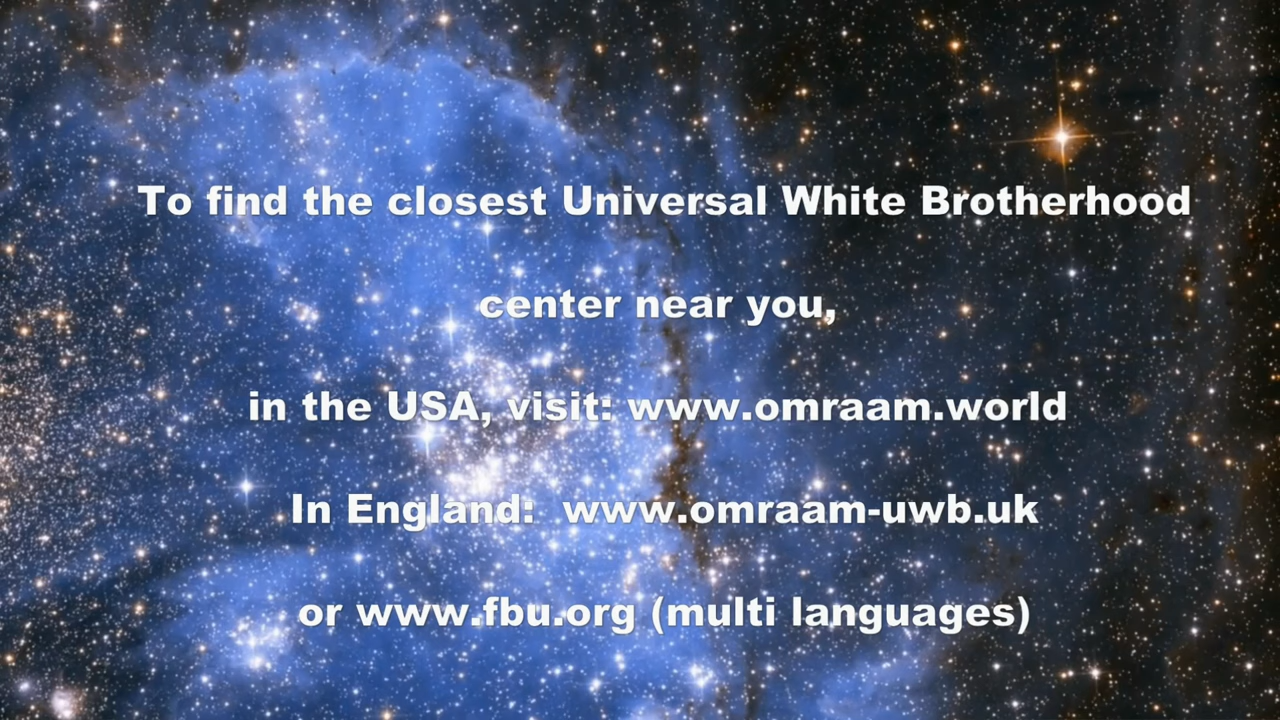 To find the closest Universal White Brotherhood
center near you,
in the USA, visit: www.omraam.world
In England:  www.omraam-uwb.uk
or www.fbu.org (multi languages)